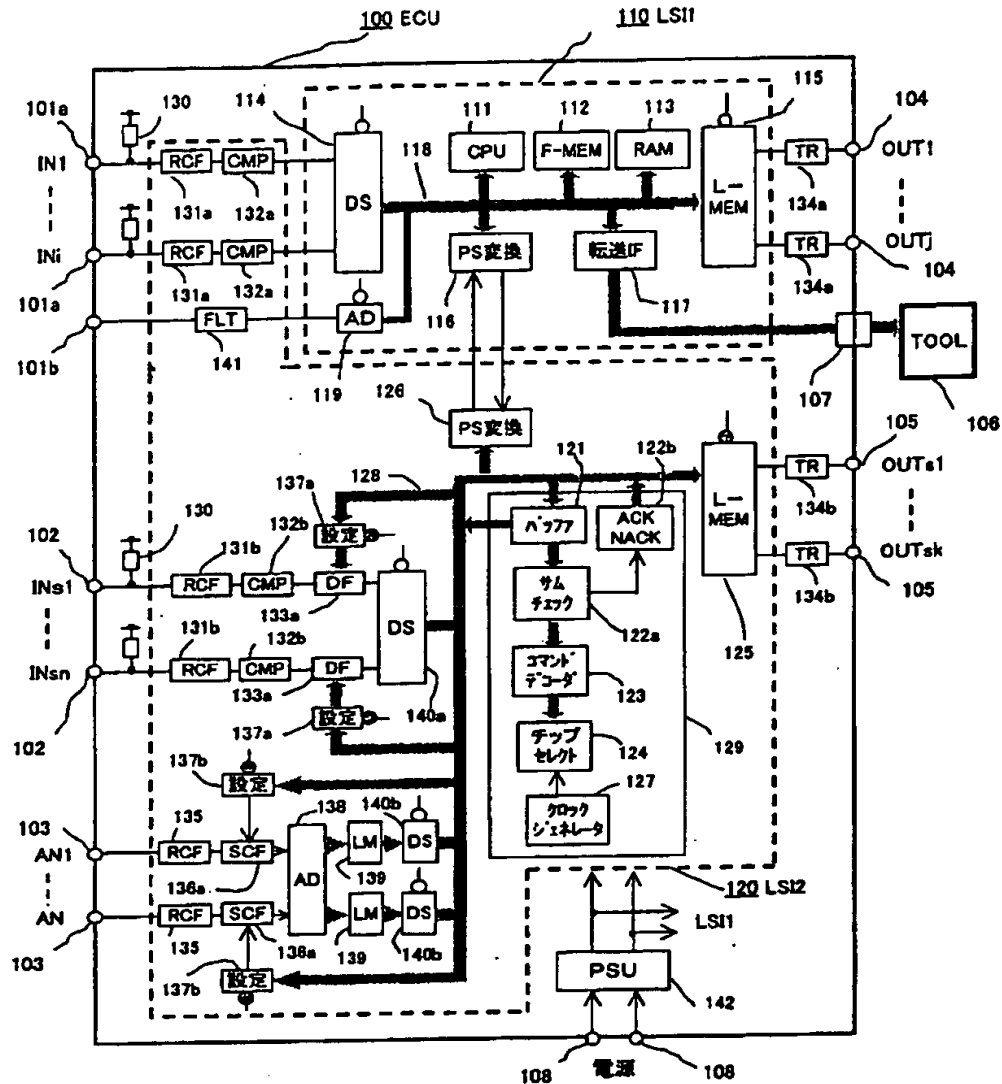 100 ECU
110 LSI1
101a
130
114
111
112
113
115
104
IN1
RCF
CMP
DS
CPU
F-MEM
RAM
L-MEM
TR
OUT1
118
131a
132a
134a
INi
RCF
CMP
PS変換
転送IF
TR
OUTj
101a
131a
132a
116
117
134a
104
FLT
AD
TOOL
101b
141
119
107
106
126
PS変換
121
122b
105
128
137a
バッファ
ACK NACK
L-MEM
TR
OUTs1
134b
130
132b
設定
102
131b
INs1
RCF
CMP
DF
DS
サム チェック
TR
OUTsk
133a
122a
134b
105
125
131b
132b
INsn
RCF
CMP
DF
コマンド デコーダ
133a
123
102
設定
140a
137a
チップ セレクト
129
124
137b
設定
138
140b
127
クロック ジェネレータ
103
135
AN1
RCF
SCF
AD
LM
DS
136a
139
120 LSI2
AN
RCF
SCF
LM
DS
LSI1
135
136a
139
140b
103
設定
PSU
137b
142
108
電源
108